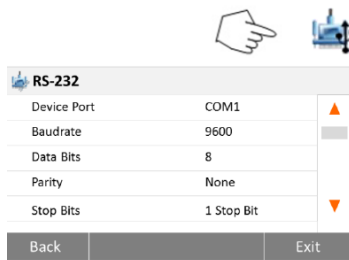 RS-232
Device Port COM1
Baudrate 9600
Data Bits 8
Parity None
Stop Bits 1 Stop Bit
Back Exit